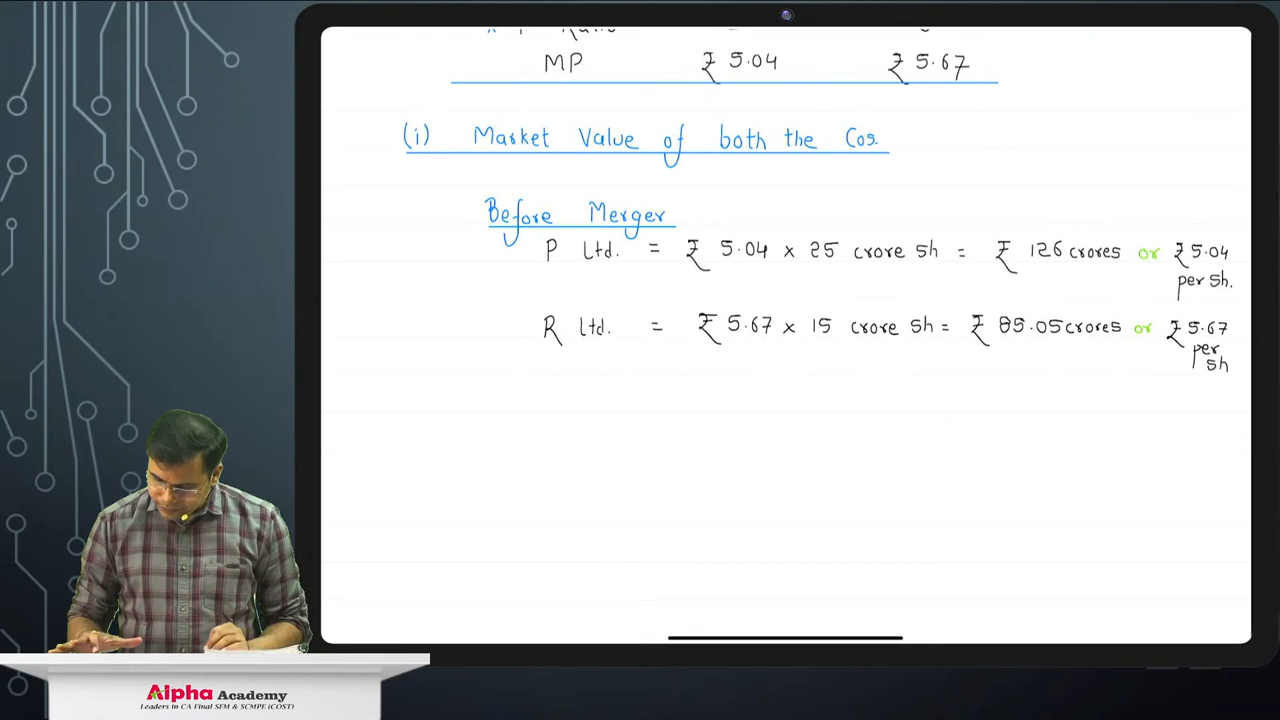 MP ₹ 5.04 ₹ 5.67
(i) Market Value of both the Cos.
Before Merger
P Ltd. = ₹ 5.04 x 25 crore sh = ₹ 126 crores or ₹ 5.04
per sh.
R Ltd. = ₹ 5.67 x 15 crore sh = ₹ 85.05 crores or ₹ 5.67
per
sh
Alpha Academy
Leaders in CA Final SFM & SCMPE (COST)